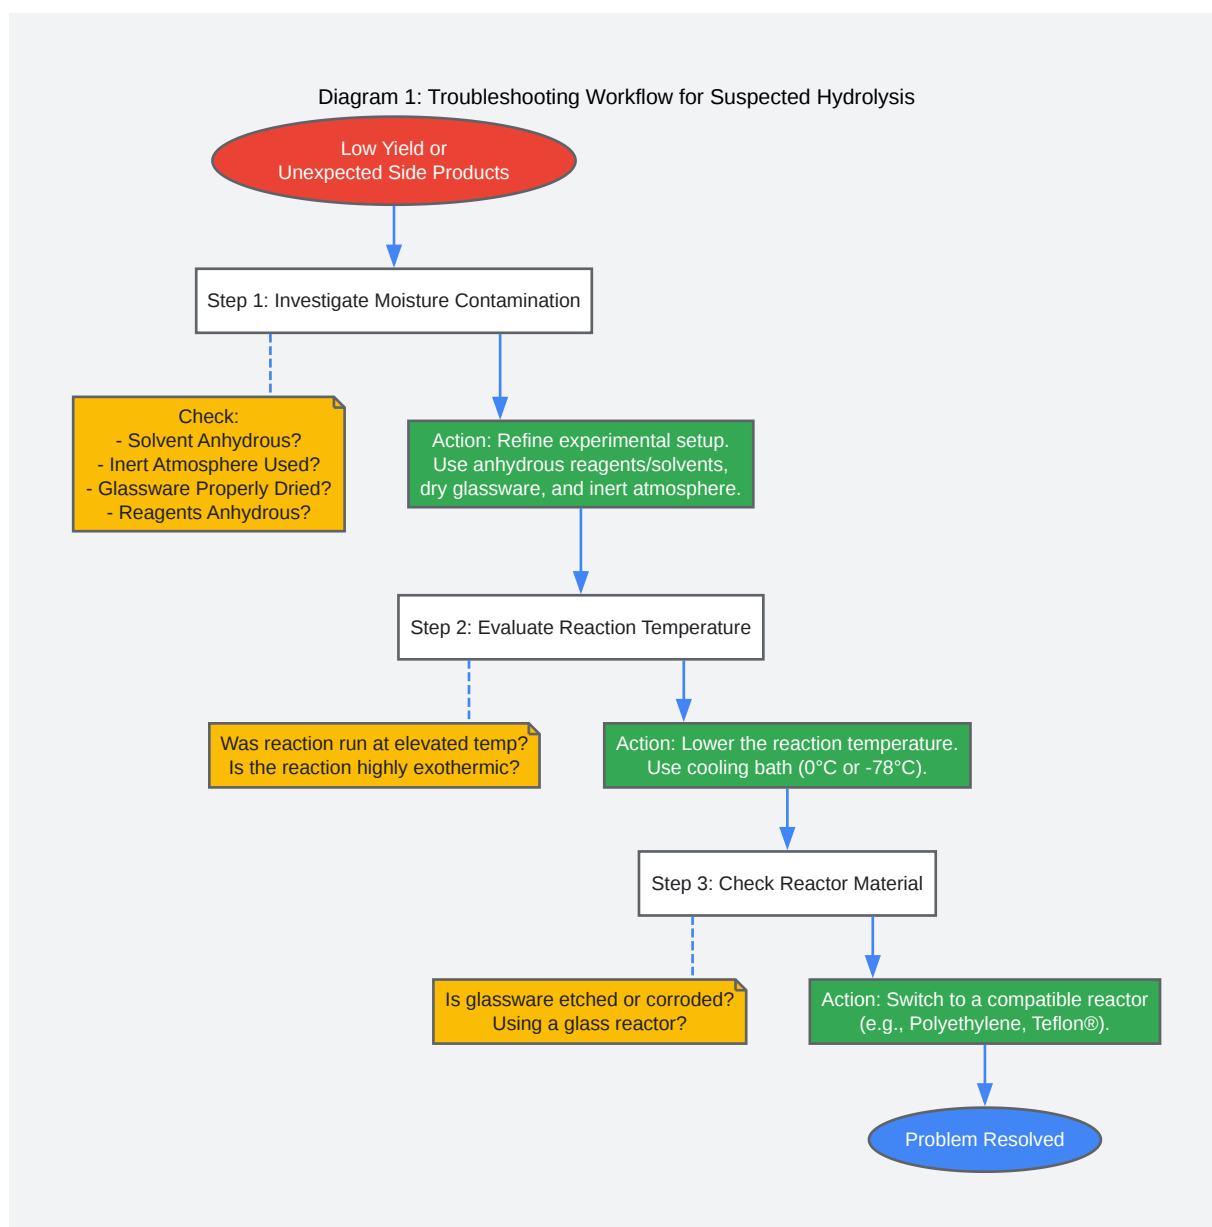 Diagram 1: Troubleshooting Workflow for Suspected Hydrolysis
Low Yield or
Unexpected Side Products
Step 1: Investigate Moisture Contamination
Check:
- Solvent Anhydrous?
- Inert Atmosphere Used?
- Glassware Properly Dried?
- Reagents Anhydrous?
Action: Refine experimental setup.
Use anhydrous reagents/solvents,
dry glassware, and inert atmosphere.
Step 2: Evaluate Reaction Temperature
Was reaction run at elevated temp?
Is the reaction highly exothermic?
Action: Lower the reaction temperature.
Use cooling bath (0°C or -78°C).
Step 3: Check Reactor Material
Is glassware etched or corroded?
Using a glass reactor?
Action: Switch to a compatible reactor
(e.g., Polyethylene, Teflon®).
Problem Resolved